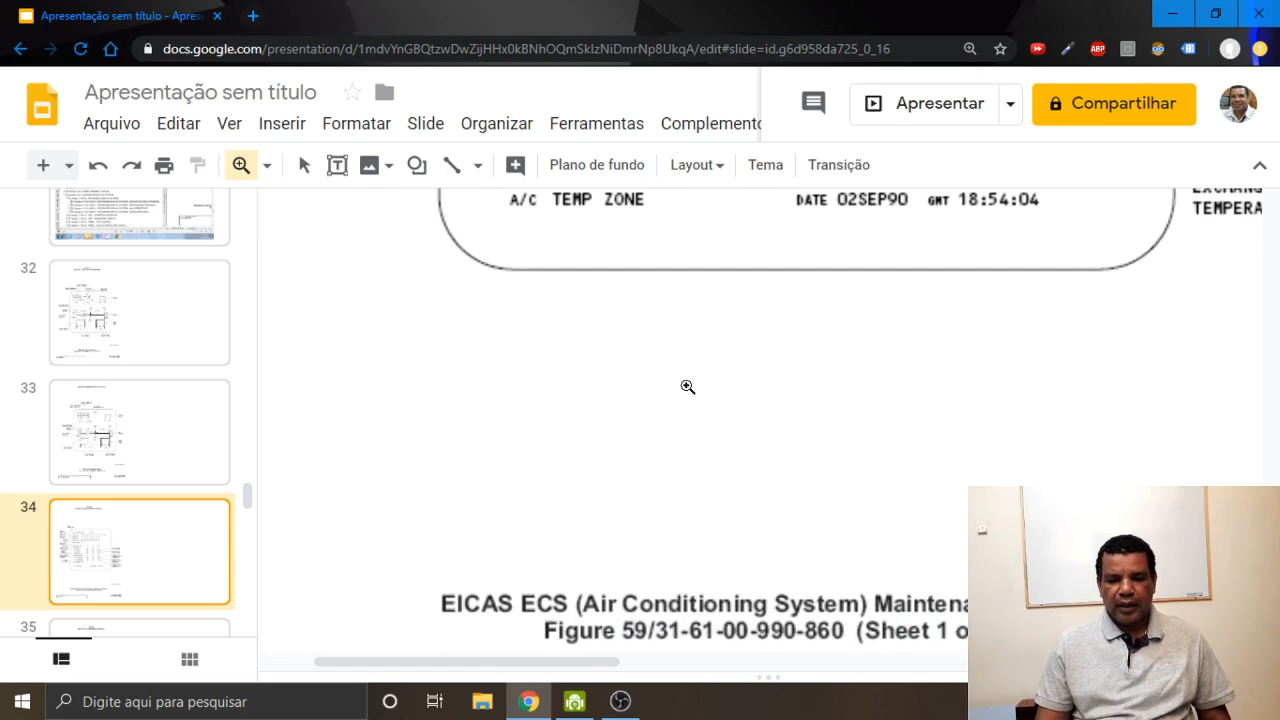 Apresentação sem título - Apres
docs.google.com/presentation/d/1mdvYnGBQtzwDwZijHHx0kBNhOQmSkIzNiDmrNp8UkqA/edit#slide=id.g6d958da725_0_16
ABP
Apresentação sem título
Apresentar
Compartilhar
Arquivo Editar Ver Inserir Formatar Slide Organizar Ferramentas Complemento
Plano de fundo Layout Tema Transição
A/C TEMP ZONE DATE 02SEP90 GMT 18:54:04
TEMPERA
32
33
34
35
EICAS ECS (Air Conditioning System) Maintena
Figure 59/31-61-00-990-860 (Sheet 1 o
Digite aqui para pesquisar